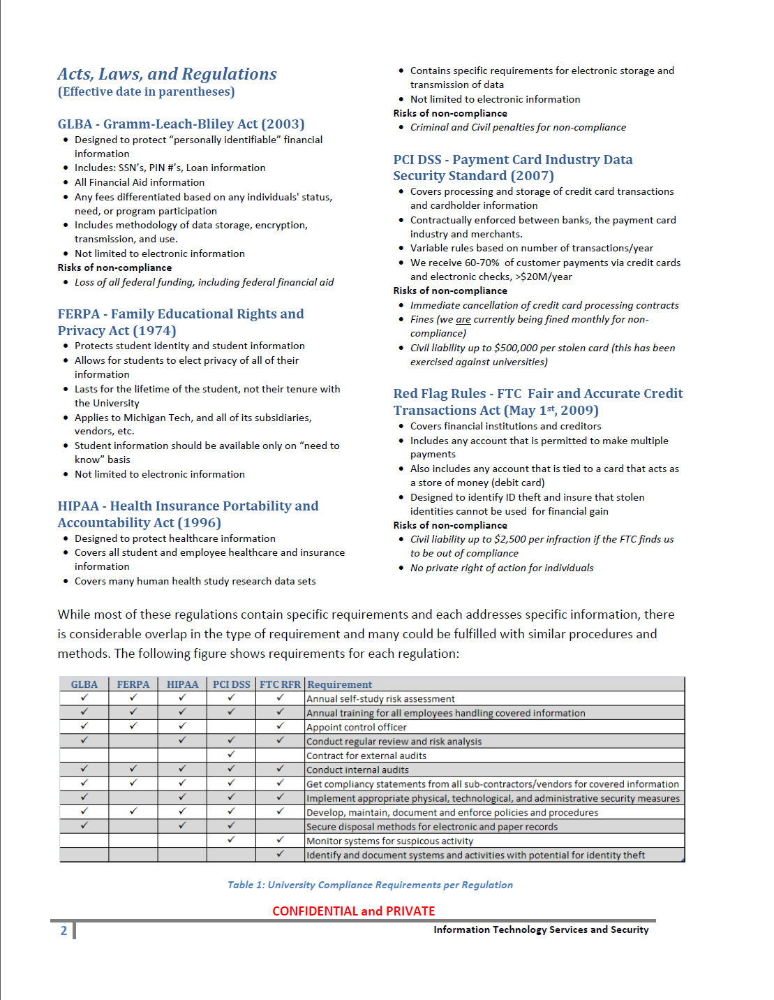 Acts, Laws, and Regulations
(Effective date in parentheses)
GLBA - Gramm-Leach-Bliley Act (2003)
• Designed to protect “personally identifiable” financial
information
• Includes: SSN’s, PIN #’s, Loan information
• All Financial Aid information
• Any fees differentiated based on any individuals' status,
need, or program participation
• Includes methodology of data storage, encryption,
transmission, and use.
• Not limited to electronic information
Risks of non-compliance
• Loss of all federal funding, including federal financial aid
FERPA - Family Educational Rights and
Privacy Act (1974)
• Protects student identity and student information
• Allows for students to elect privacy of all of their
information
• Lasts for the lifetime of the student, not their tenure with
the University
• Applies to Michigan Tech, and all of its subsidiaries,
vendors, etc.
• Student information should be available only on “need to
know” basis
• Not limited to electronic information
HIPAA - Health Insurance Portability and
Accountability Act (1996)
• Designed to protect healthcare information
• Covers all student and employee healthcare and insurance
information
• Covers many human health study research data sets
• Contains specific requirements for electronic storage and
transmission of data
• Not limited to electronic information
Risks of non-compliance
• Criminal and Civil penalties for non-compliance
PCI DSS - Payment Card Industry Data
Security Standard (2007)
• Covers processing and storage of credit card transactions
and cardholder information
• Contractually enforced between banks, the payment card
industry and merchants.
• Variable rules based on number of transactions/year
• We receive 60-70% of customer payments via credit cards
and electronic checks, >$20M/year
Risks of non-compliance
• Immediate cancellation of credit card processing contracts
• Fines (we are currently being fined monthly for non-
compliance)
• Civil liability up to $500,000 per stolen card (this has been
exercised against universities)
Red Flag Rules - FTC Fair and Accurate Credit
Transactions Act (May 1st, 2009)
• Covers financial institutions and creditors
• Includes any account that is permitted to make multiple
payments
• Also includes any account that is tied to a card that acts as
a store of money (debit card)
• Designed to identify ID theft and insure that stolen
identities cannot be used for financial gain
Risks of non-compliance
• Civil liability up to $2,500 per infraction if the FTC finds us
to be out of compliance
• No private right of action for individuals
While most of these regulations contain specific requirements and each addresses specific information, there
is considerable overlap in the type of requirement and many could be fulfilled with similar procedures and
methods. The following figure shows requirements for each regulation:
GLBA FERPA HIPAA PCI DSS FTC RFR Requirement
✓ ✓ ✓ ✓ ✓ Annual self-study risk assessment
✓ ✓ ✓ ✓ ✓ Annual training for all employees handling covered information
✓ ✓ ✓ ✓ Appoint control officer
✓ ✓ ✓ ✓ Conduct regular review and risk analysis
✓ Contract for external audits
✓ ✓ ✓ ✓ ✓ Conduct internal audits
✓ ✓ ✓ ✓ ✓ Get compliancy statements from all sub-contractors/vendors for covered information
✓ ✓ ✓ ✓ Implement appropriate physical, technological, and administrative security measures
✓ ✓ ✓ ✓ ✓ Develop, maintain, document and enforce policies and procedures
✓ ✓ ✓ Secure disposal methods for electronic and paper records
✓ ✓ Monitor systems for suspicous activity
✓ Identify and document systems and activities with potential for identity theft
Table 1: University Compliance Requirements per Regulation
CONFIDENTIAL and PRIVATE
2 Information Technology Services and Security